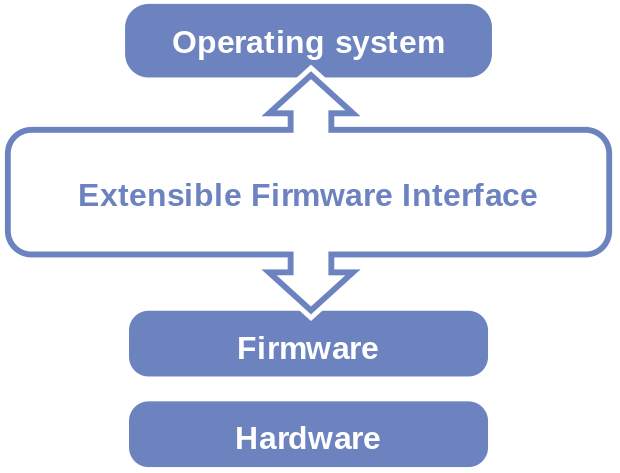 Operating system
Extensible Firmware Interface
Firmware
Hardware